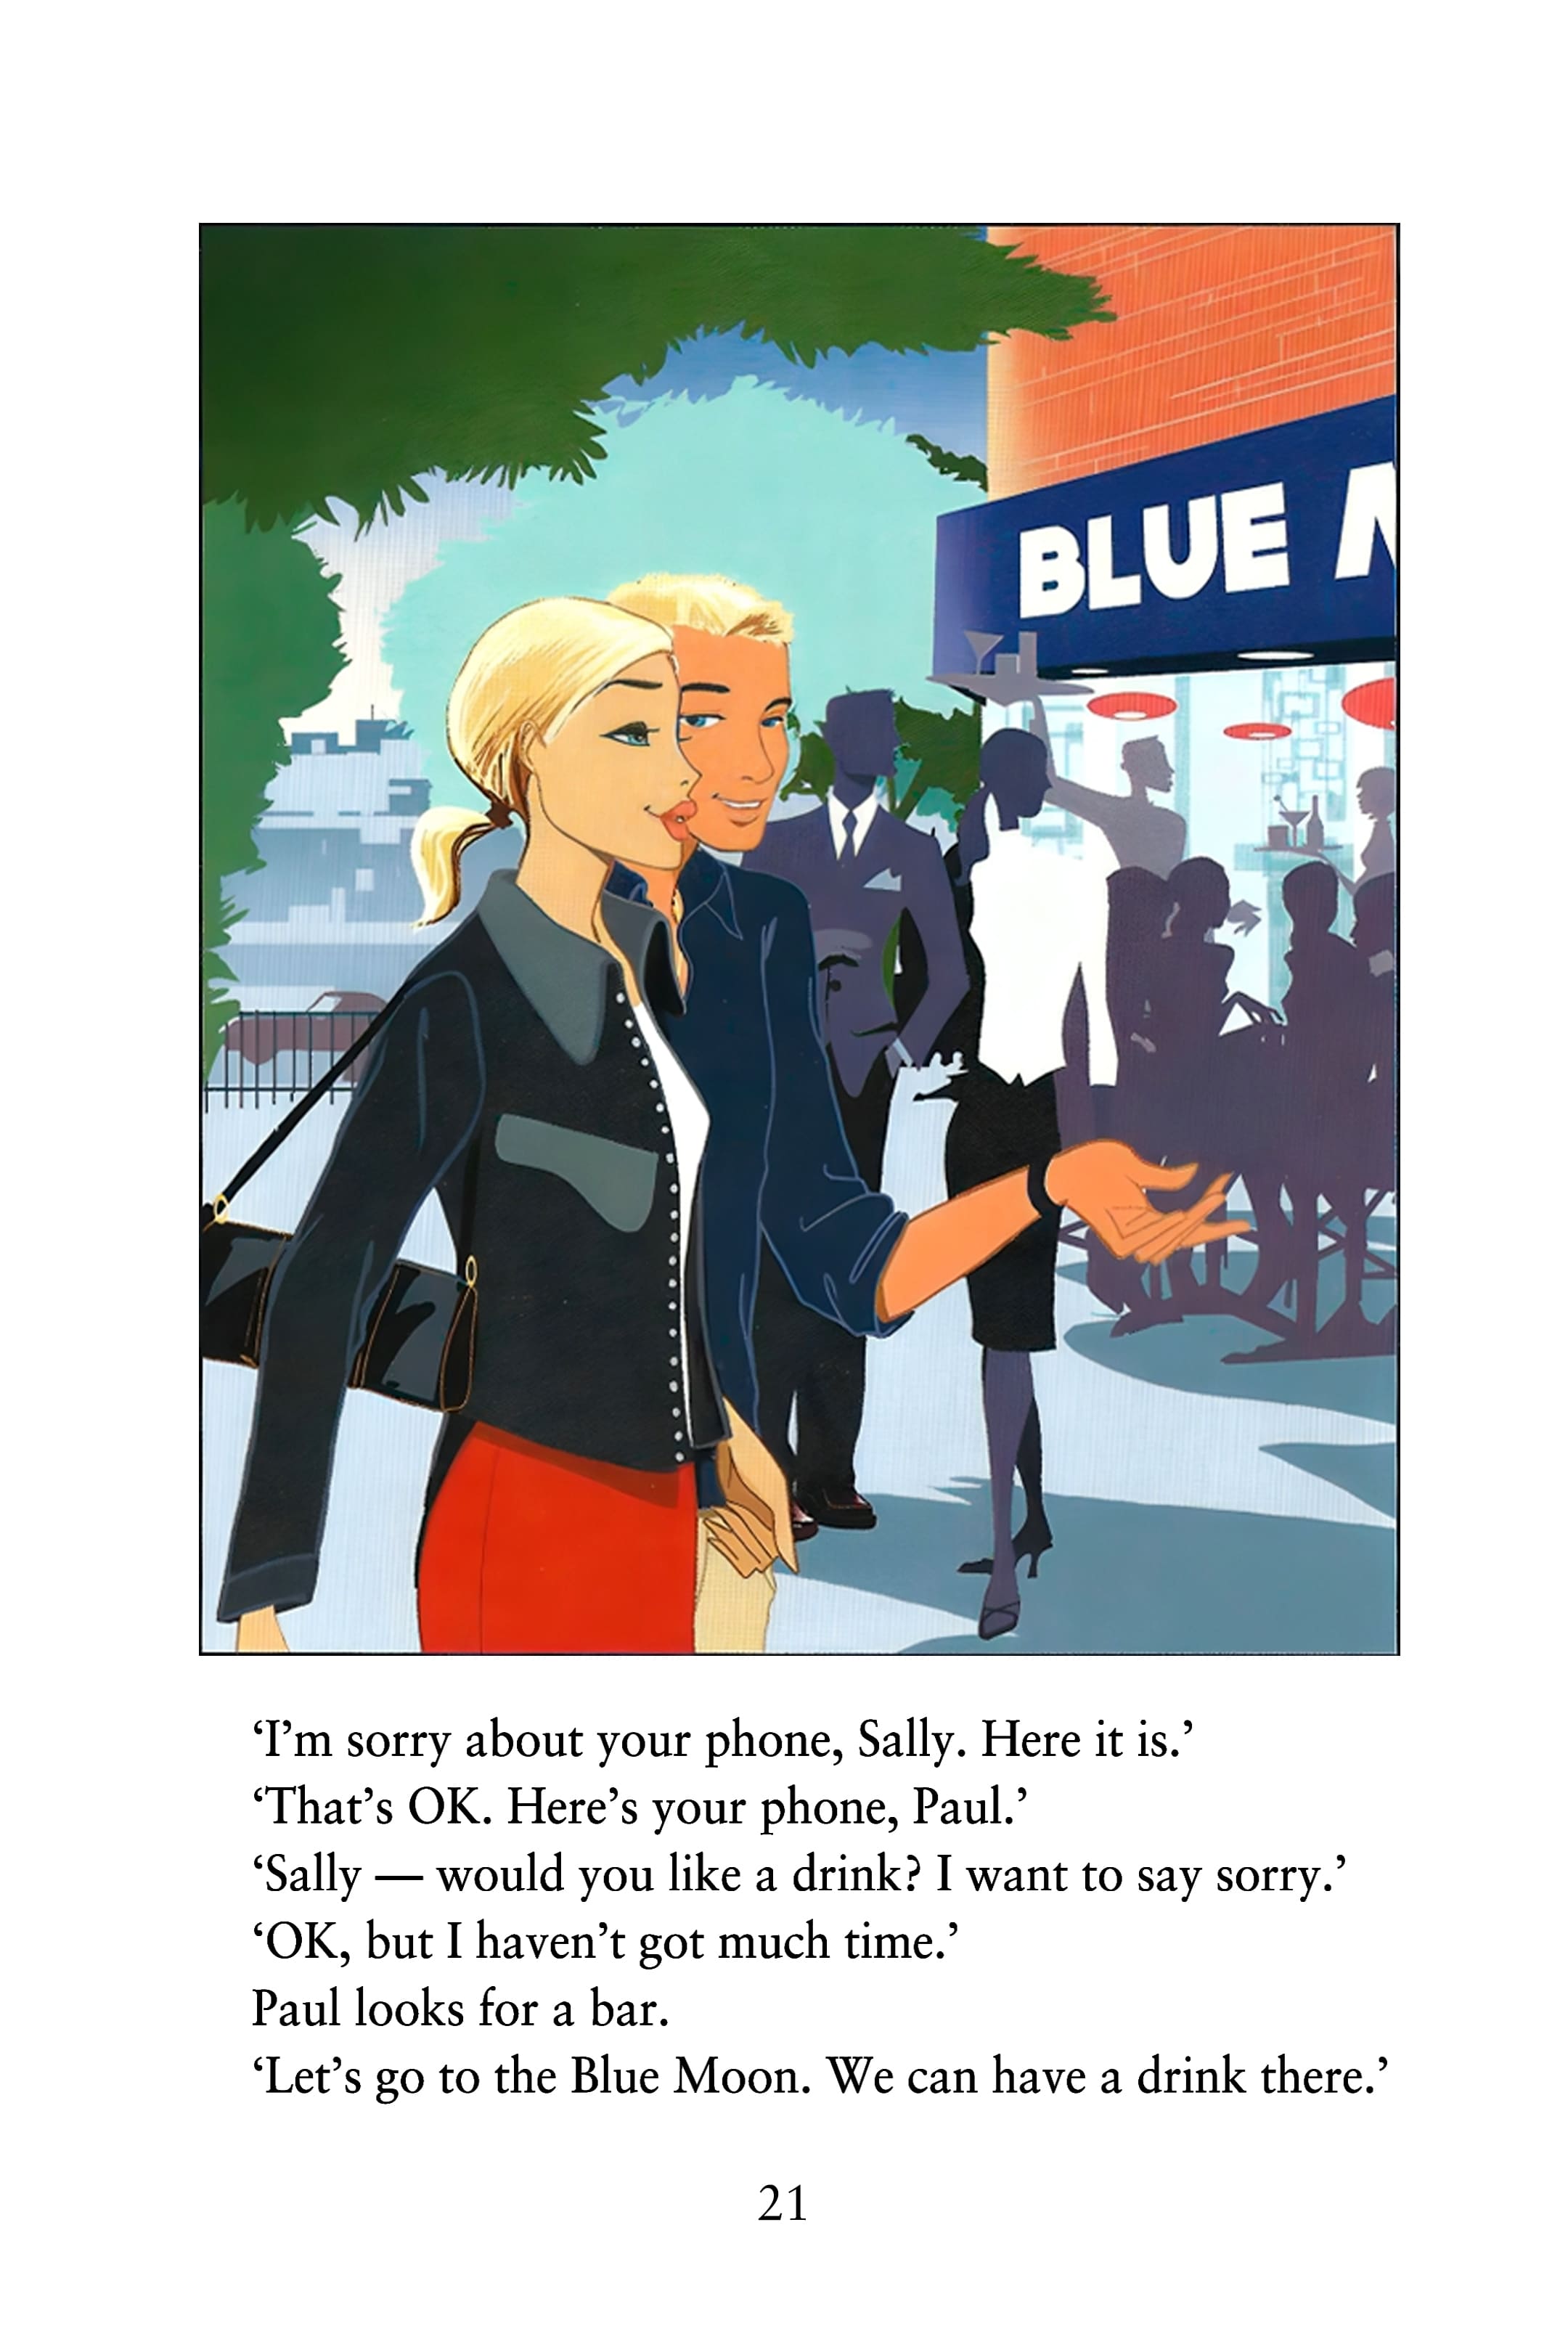 BLUE
‘I’m sorry about your phone, Sally. Here it is.’
‘That’s OK. Here’s your phone, Paul.’
‘Sally — would you like a drink? I want to say sorry.’
‘OK, but I haven’t got much time.’
Paul looks for a bar.
‘Let’s go to the Blue Moon. We can have a drink there.’
21